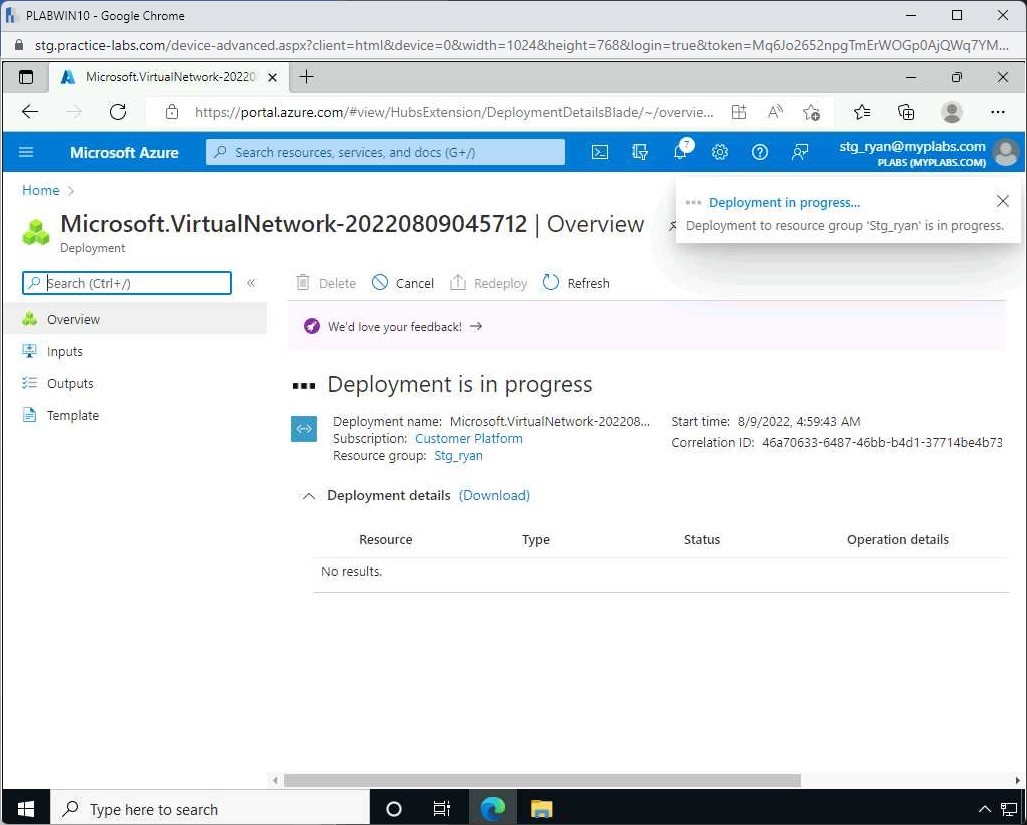 PLABWIN10 - Google Chrome
stg.practice-labs.com/device-advanced.aspx?client=html&device=0&width=1024&height=768&login=true&token=Mq6Jo2652npgTmErWOGp0AjQWq7YM...
Microsoft.VirtualNetwork-20220
https://portal.azure.com/#view/HubsExtension/DeploymentDetailsBlade/~/overvie...
Microsoft Azure
Search resources, services, and docs (G+/)
7
stg_ryan@myplabs.com
PLABS (MYPLABS.COM)
Home
Deployment in progress...
Deployment to resource group 'Stg_ryan' is in progress.
Microsoft.VirtualNetwork-20220809045712 | Overview
Deployment
Search (Ctrl+/)
Delete
Cancel
Redeploy
Refresh
Overview
Inputs
Outputs
Template
We'd love your feedback! →
Deployment is in progress
Deployment name: Microsoft.VirtualNetwork-202208...
Subscription: Customer Platform
Resource group: Stg_ryan
Start time: 8/9/2022, 4:59:43 AM
Correlation ID: 46a70633-6487-46bb-b4d1-37714be4b73
Deployment details (Download)
Resource Type Status Operation details
No results.
Type here to search